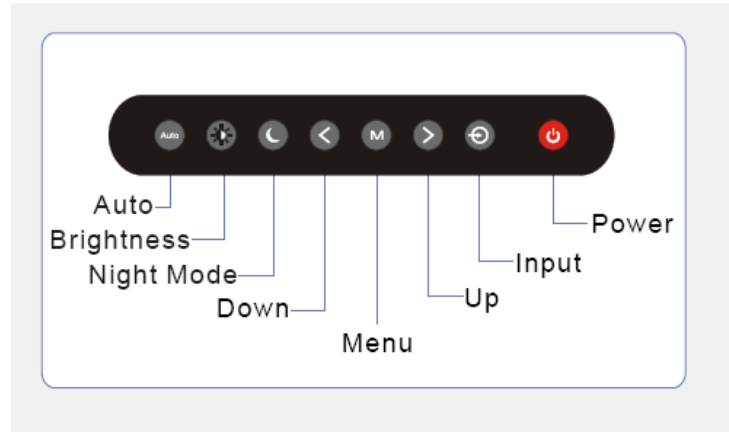 Auto
M
Auto
Brightness
Night Mode
Down
Menu
Up
Input
Power